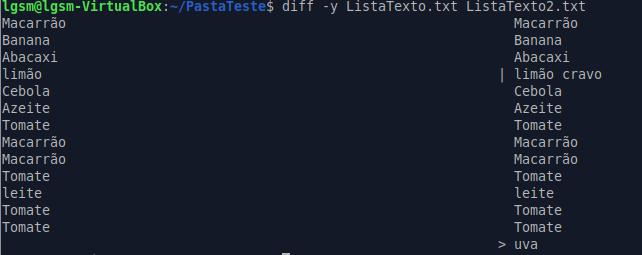 lgsm@lgsm-VirtualBox:~/PastaTeste$ diff -y ListaTexto.txt ListaTexto2.txt
Macarrão Macarrão
Banana Banana
Abacaxi Abacaxi
limão | limão cravo
Cebola Cebola
Azeite Azeite
Tomate Tomate
Macarrão Macarrão
Macarrão Macarrão
Tomate Tomate
leite leite
Tomate Tomate
Tomate Tomate
> uva